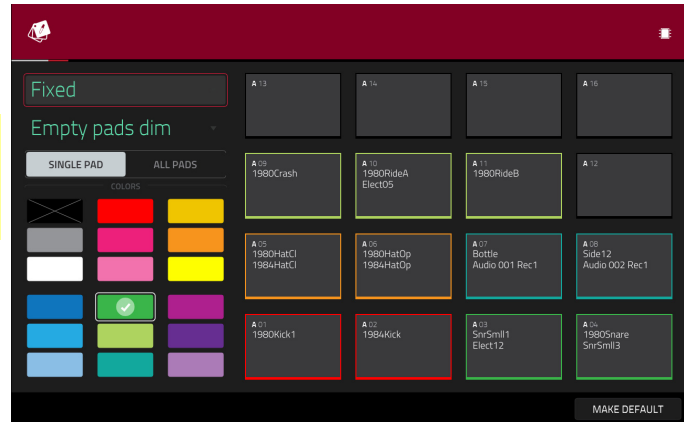 Fixed
Empty pads dim
SINGLE PAD
ALL PADS
COLORS
A 13
A 14
A 15
A 16
A 09
1980Crash
A 10
1980RideA
Elect05
A 11
1980RideB
A 12
A 05
1980HatCl
1984HatCl
A 06
1980HatOp
1984HatOp
A 07
Bottle
Audio 001 Rec1
A 08
Side12
Audio 002 Rec1
A 01
1980Kick1
A 02
1984Kick
A 03
SnrSmll1
Elect12
A 04
1980Snare
SnrSmll3
MAKE DEFAULT